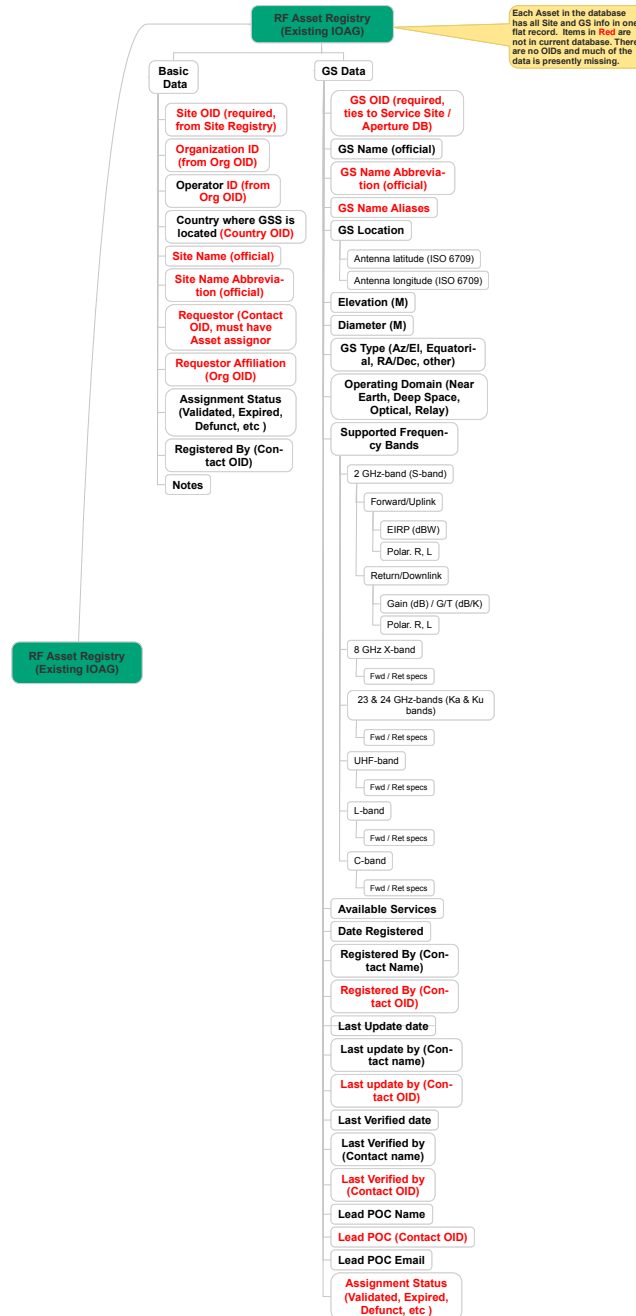 RF Asset Registry
(Existing IOAG)
Each Asset in the database
has all Site and GS info in one
flat record. Items in Red are
not in current database. There
are no OIDs and much of the
data is presently missing.
Basic
Data
Site OID (required,
from Site Registry)
Organization ID
(from Org OID)
Operator ID (from
Org OID)
Country where GSS is
located (Country OID)
Site Name (official)
Site Name Abbrevia-
tion (official)
Requestor (Contact
OID, must have
Asset assignor
Requestor Affiliation
(Org OID)
Assignment Status
(Validated, Expired,
Defunct, etc )
Registered By (Con-
tact OID)
Notes
GS Data
GS OID (required,
ties to Service Site /
Aperture DB)
GS Name (official)
GS Name Abbrevia-
tion (official)
GS Name Aliases
GS Location
Antenna latitude (ISO 6709)
Antenna longitude (ISO 6709)
Elevation (M)
Diameter (M)
GS Type (Az/El, Equatori-
al, RA/Dec, other)
Operating Domain (Near
Earth, Deep Space,
Optical, Relay)
Supported Frequen-
cy Bands
2 GHz-band (S-band)
Forward/Uplink
EIRP (dBW)
Polar. R, L
Return/Downlink
Gain (dB) / G/T (dB/K)
Polar. R, L
8 GHz X-band
Fwd / Ret specs
23 & 24 GHz-bands (Ka & Ku
bands)
Fwd / Ret specs
UHF-band
Fwd / Ret specs
L-band
Fwd / Ret specs
C-band
Fwd / Ret specs
Available Services
Date Registered
Registered By (Con-
tact Name)
Registered By (Con-
tact OID)
Last Update date
Last update by (Con-
tact name)
Last update by (Con-
tact OID)
Last Verified date
Last Verified by
(Contact name)
Last Verified by
(Contact OID)
Lead POC Name
Lead POC (Contact OID)
Lead POC Email
Assignment Status
(Validated, Expired,
Defunct, etc )
RF Asset Registry
(Existing IOAG)